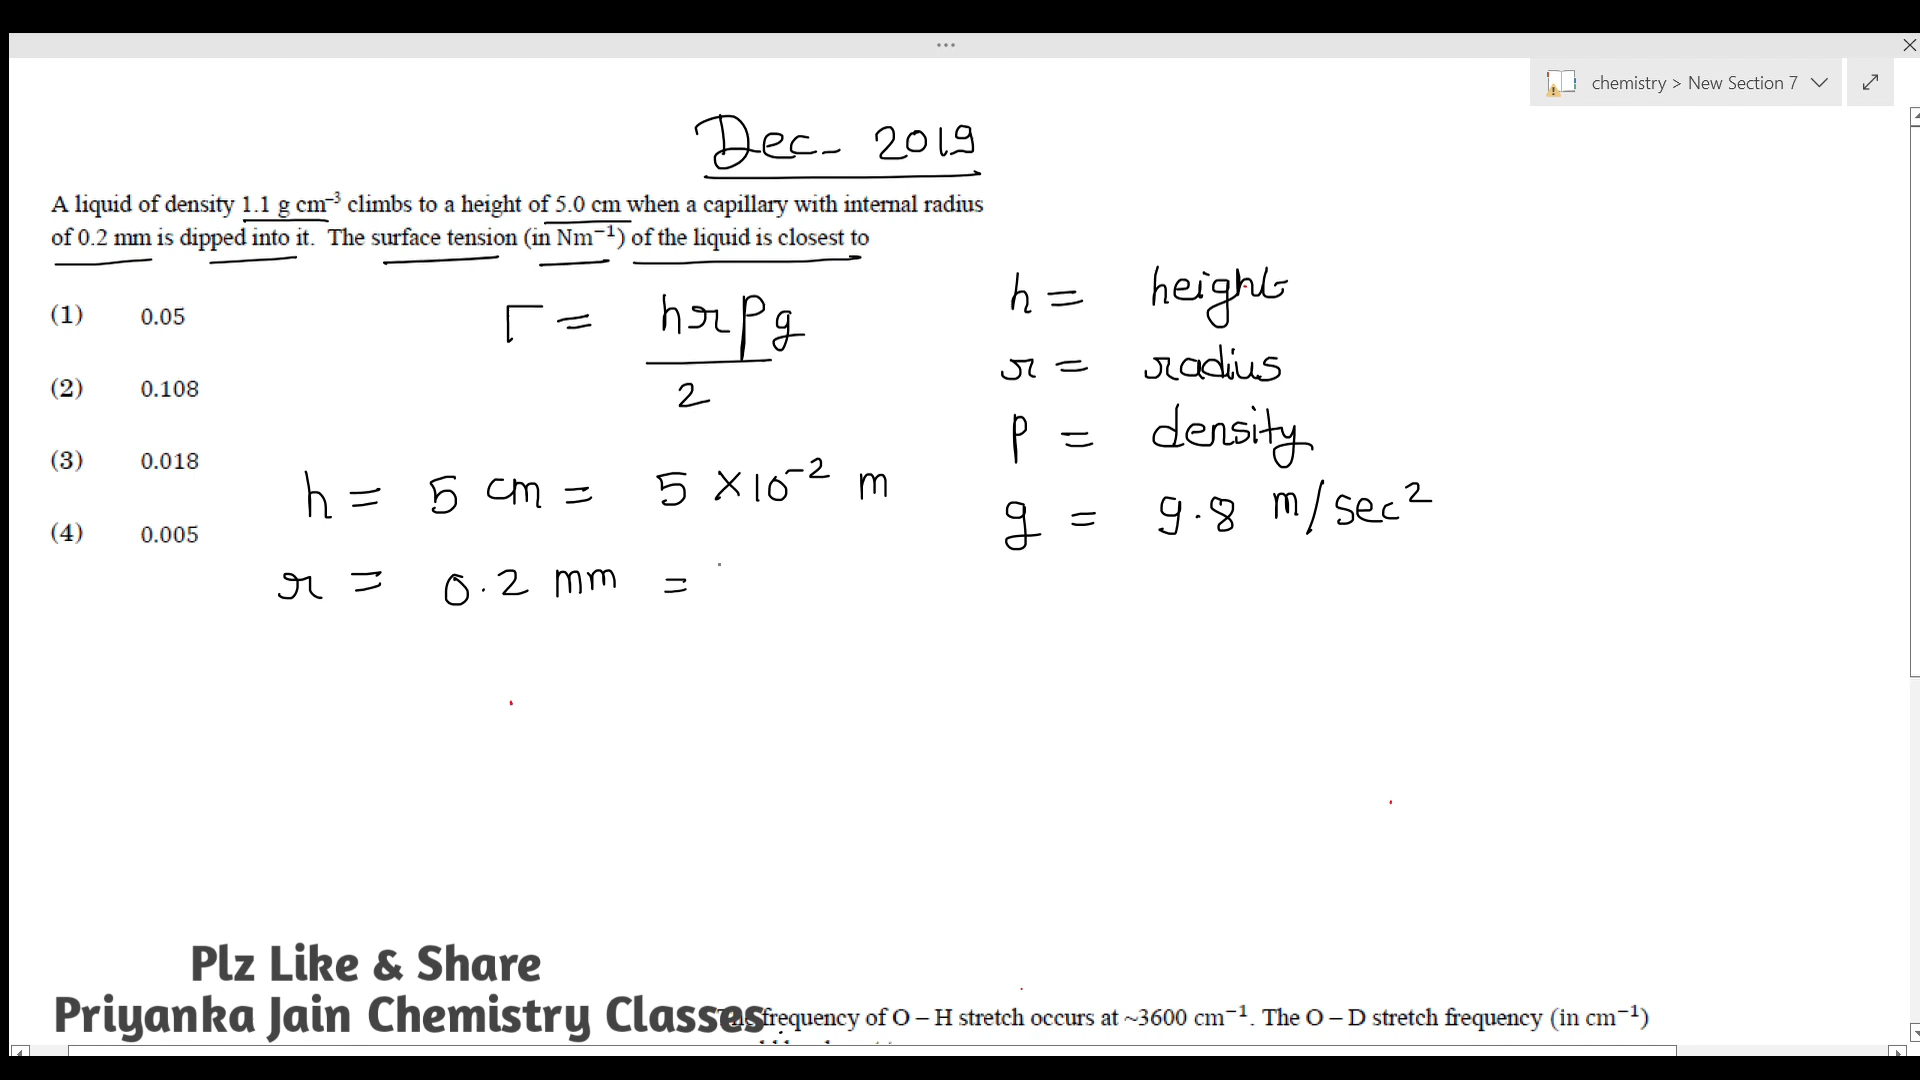 chemistry > New Section 7
Dec- 2019
A liquid of density 1.1 g cm⁻³ climbs to a height of 5.0 cm when a capillary with internal radius
of 0.2 mm is dipped into it. The surface tension (in Nm⁻¹) of the liquid is closest to
(1) 0.05
(2) 0.108
(3) 0.018
(4) 0.005
Γ = hrρg
2
h = height
r = radius
ρ = density
g = 9.8 m/sec²
h = 5 cm = 5 × 10⁻² m
r = 0.2 mm =
Plz Like & Share
Priyanka Jain Chemistry Classes
frequency of O – H stretch occurs at ~3600 cm⁻¹. The O – D stretch frequency (in cm⁻¹)